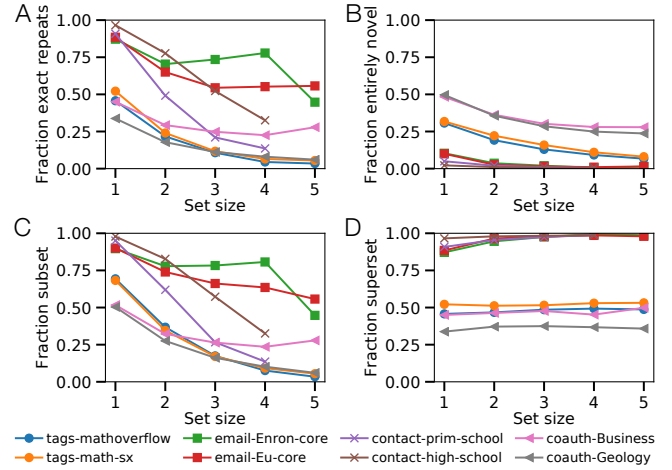 A
B
Fraction exact repeats
1.00
0.75
0.50
0.25
0.00
1 2 3 4 5
Set size
Fraction entirely novel
1.00
0.75
0.50
0.25
0.00
1 2 3 4 5
Set size
C
D
Fraction subset
1.00
0.75
0.50
0.25
0.00
1 2 3 4 5
Set size
Fraction superset
1.00
0.75
0.50
0.25
0.00
1 2 3 4 5
Set size
tags-mathoverflow email-Enron-core contact-prim-school coauth-Business
tags-math-sx email-Eu-core contact-high-school coauth-Geology